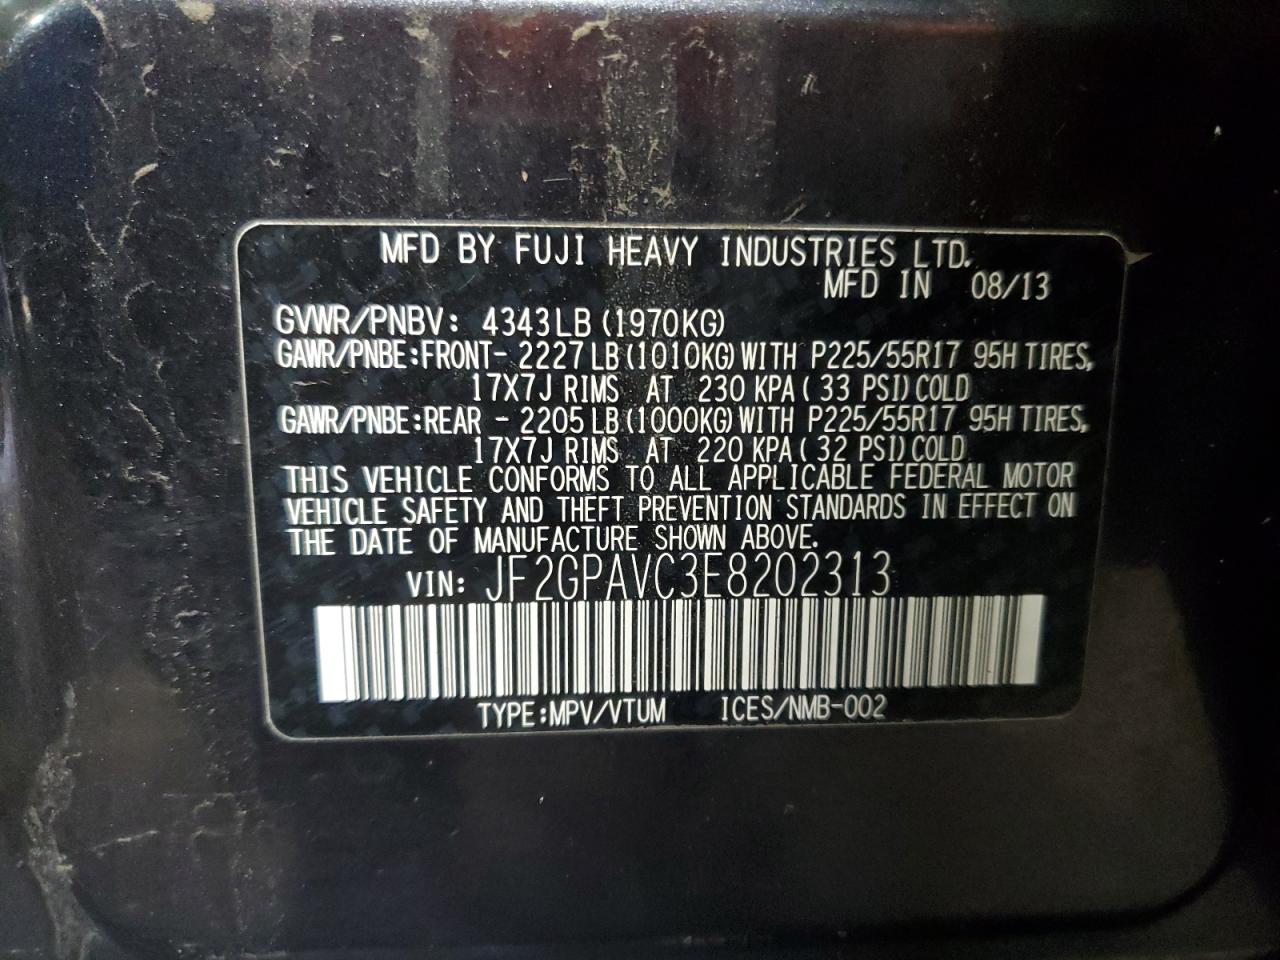 MFD BY FUJI HEAVY INDUSTRIES LTD.
MFD IN 08/13
GVWR/PNBV: 4343LB(1970KG)
GAWR/PNBE:FRONT- 2227LB(1010KG)WITH P225/55R17 95H TIRES,
17X7J RIMS AT 230 KPA(33 PSI)COLD
GAWR/PNBE:REAR - 2205LB(1000KG)WITH P225/55R17 95H TIRES,
17X7J RIMS AT 220 KPA(32 PSI)COLD
THIS VEHICLE CONFORMS TO ALL APPLICABLE FEDERAL MOTOR
VEHICLE SAFETY AND THEFT PREVENTION STANDARDS IN EFFECT ON
THE DATE OF MANUFACTURE SHOWN ABOVE.
VIN: JF2GPAVC3E8202313
TYPE:MPV/VTUM ICES/NMB-002